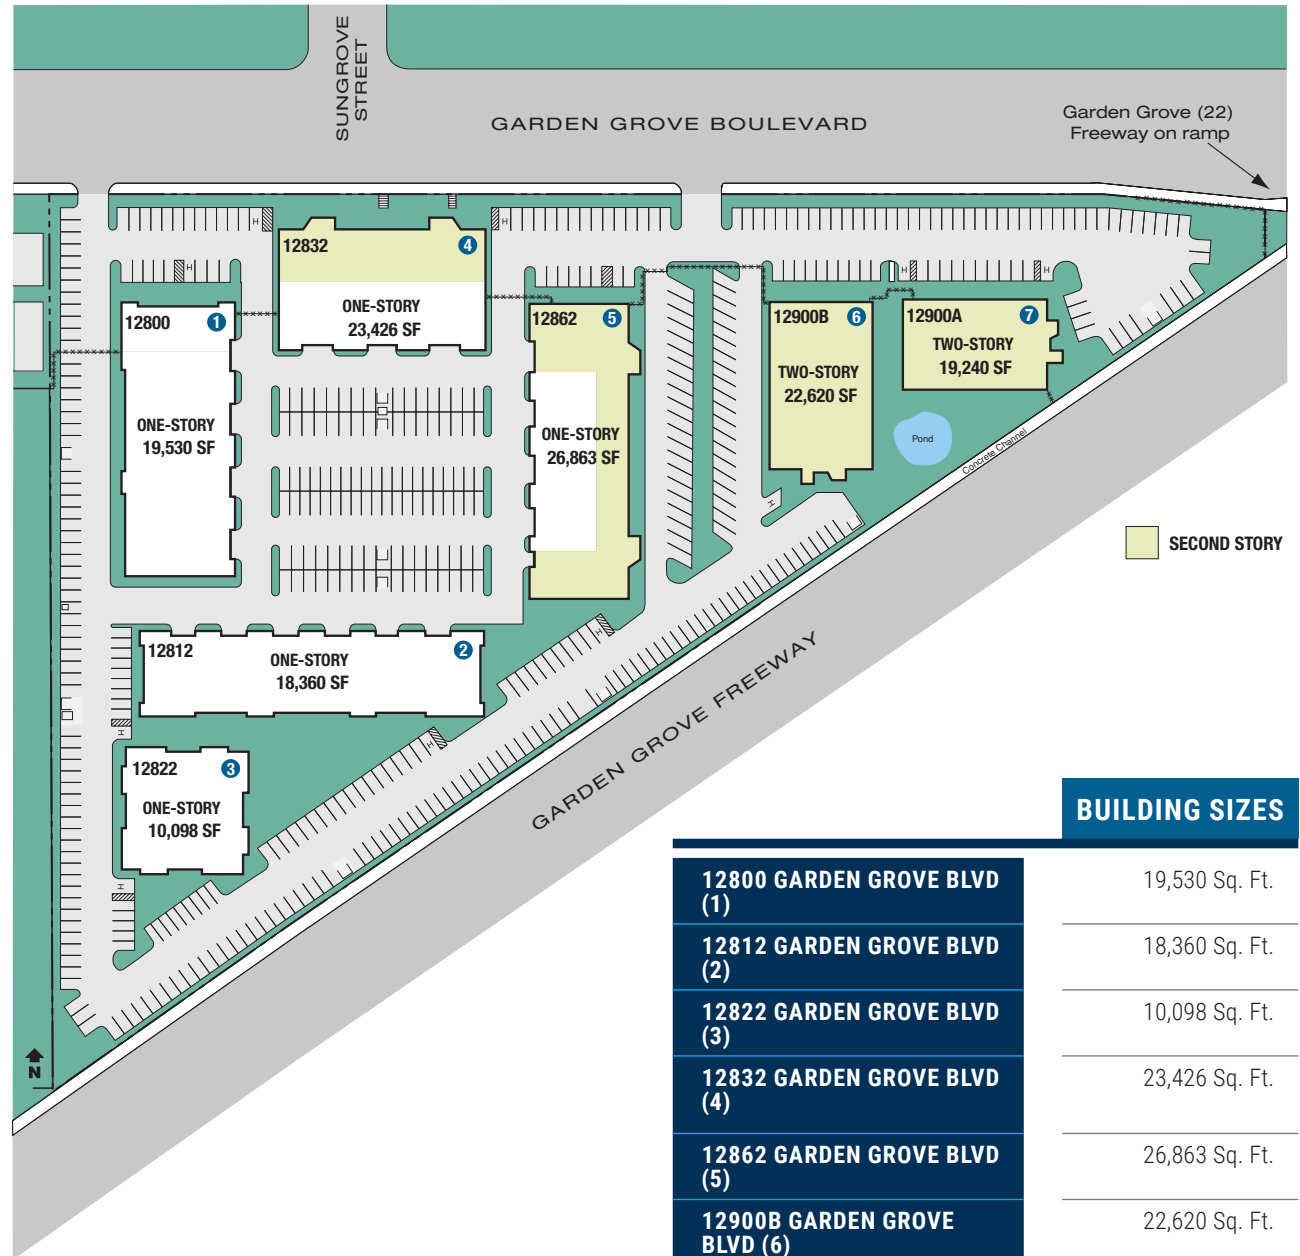 SUNGROVE
STREET
GARDEN GROVE BOULEVARD
Garden Grove (22)
Freeway on ramp
H
H
H
H
H
12832
4
ONE-STORY
23,426 SF
12800
1
ONE-STORY
19,530 SF
12862
5
ONE-STORY
26,863 SF
12900B
6
TWO-STORY
22,620 SF
12900A
7
TWO-STORY
19,240 SF
Pond
Concrete Channel
H
SECOND STORY
H
12812
2
ONE-STORY
18,360 SF
H
H
12822
3
ONE-STORY
10,098 SF
H
GARDEN GROVE FREEWAY
N
BUILDING SIZES
12800 GARDEN GROVE BLVD
(1)
19,530 Sq. Ft.
12812 GARDEN GROVE BLVD
(2)
18,360 Sq. Ft.
12822 GARDEN GROVE BLVD
(3)
10,098 Sq. Ft.
12832 GARDEN GROVE BLVD
(4)
23,426 Sq. Ft.
12862 GARDEN GROVE BLVD
(5)
26,863 Sq. Ft.
12900B GARDEN GROVE
BLVD (6)
22,620 Sq. Ft.